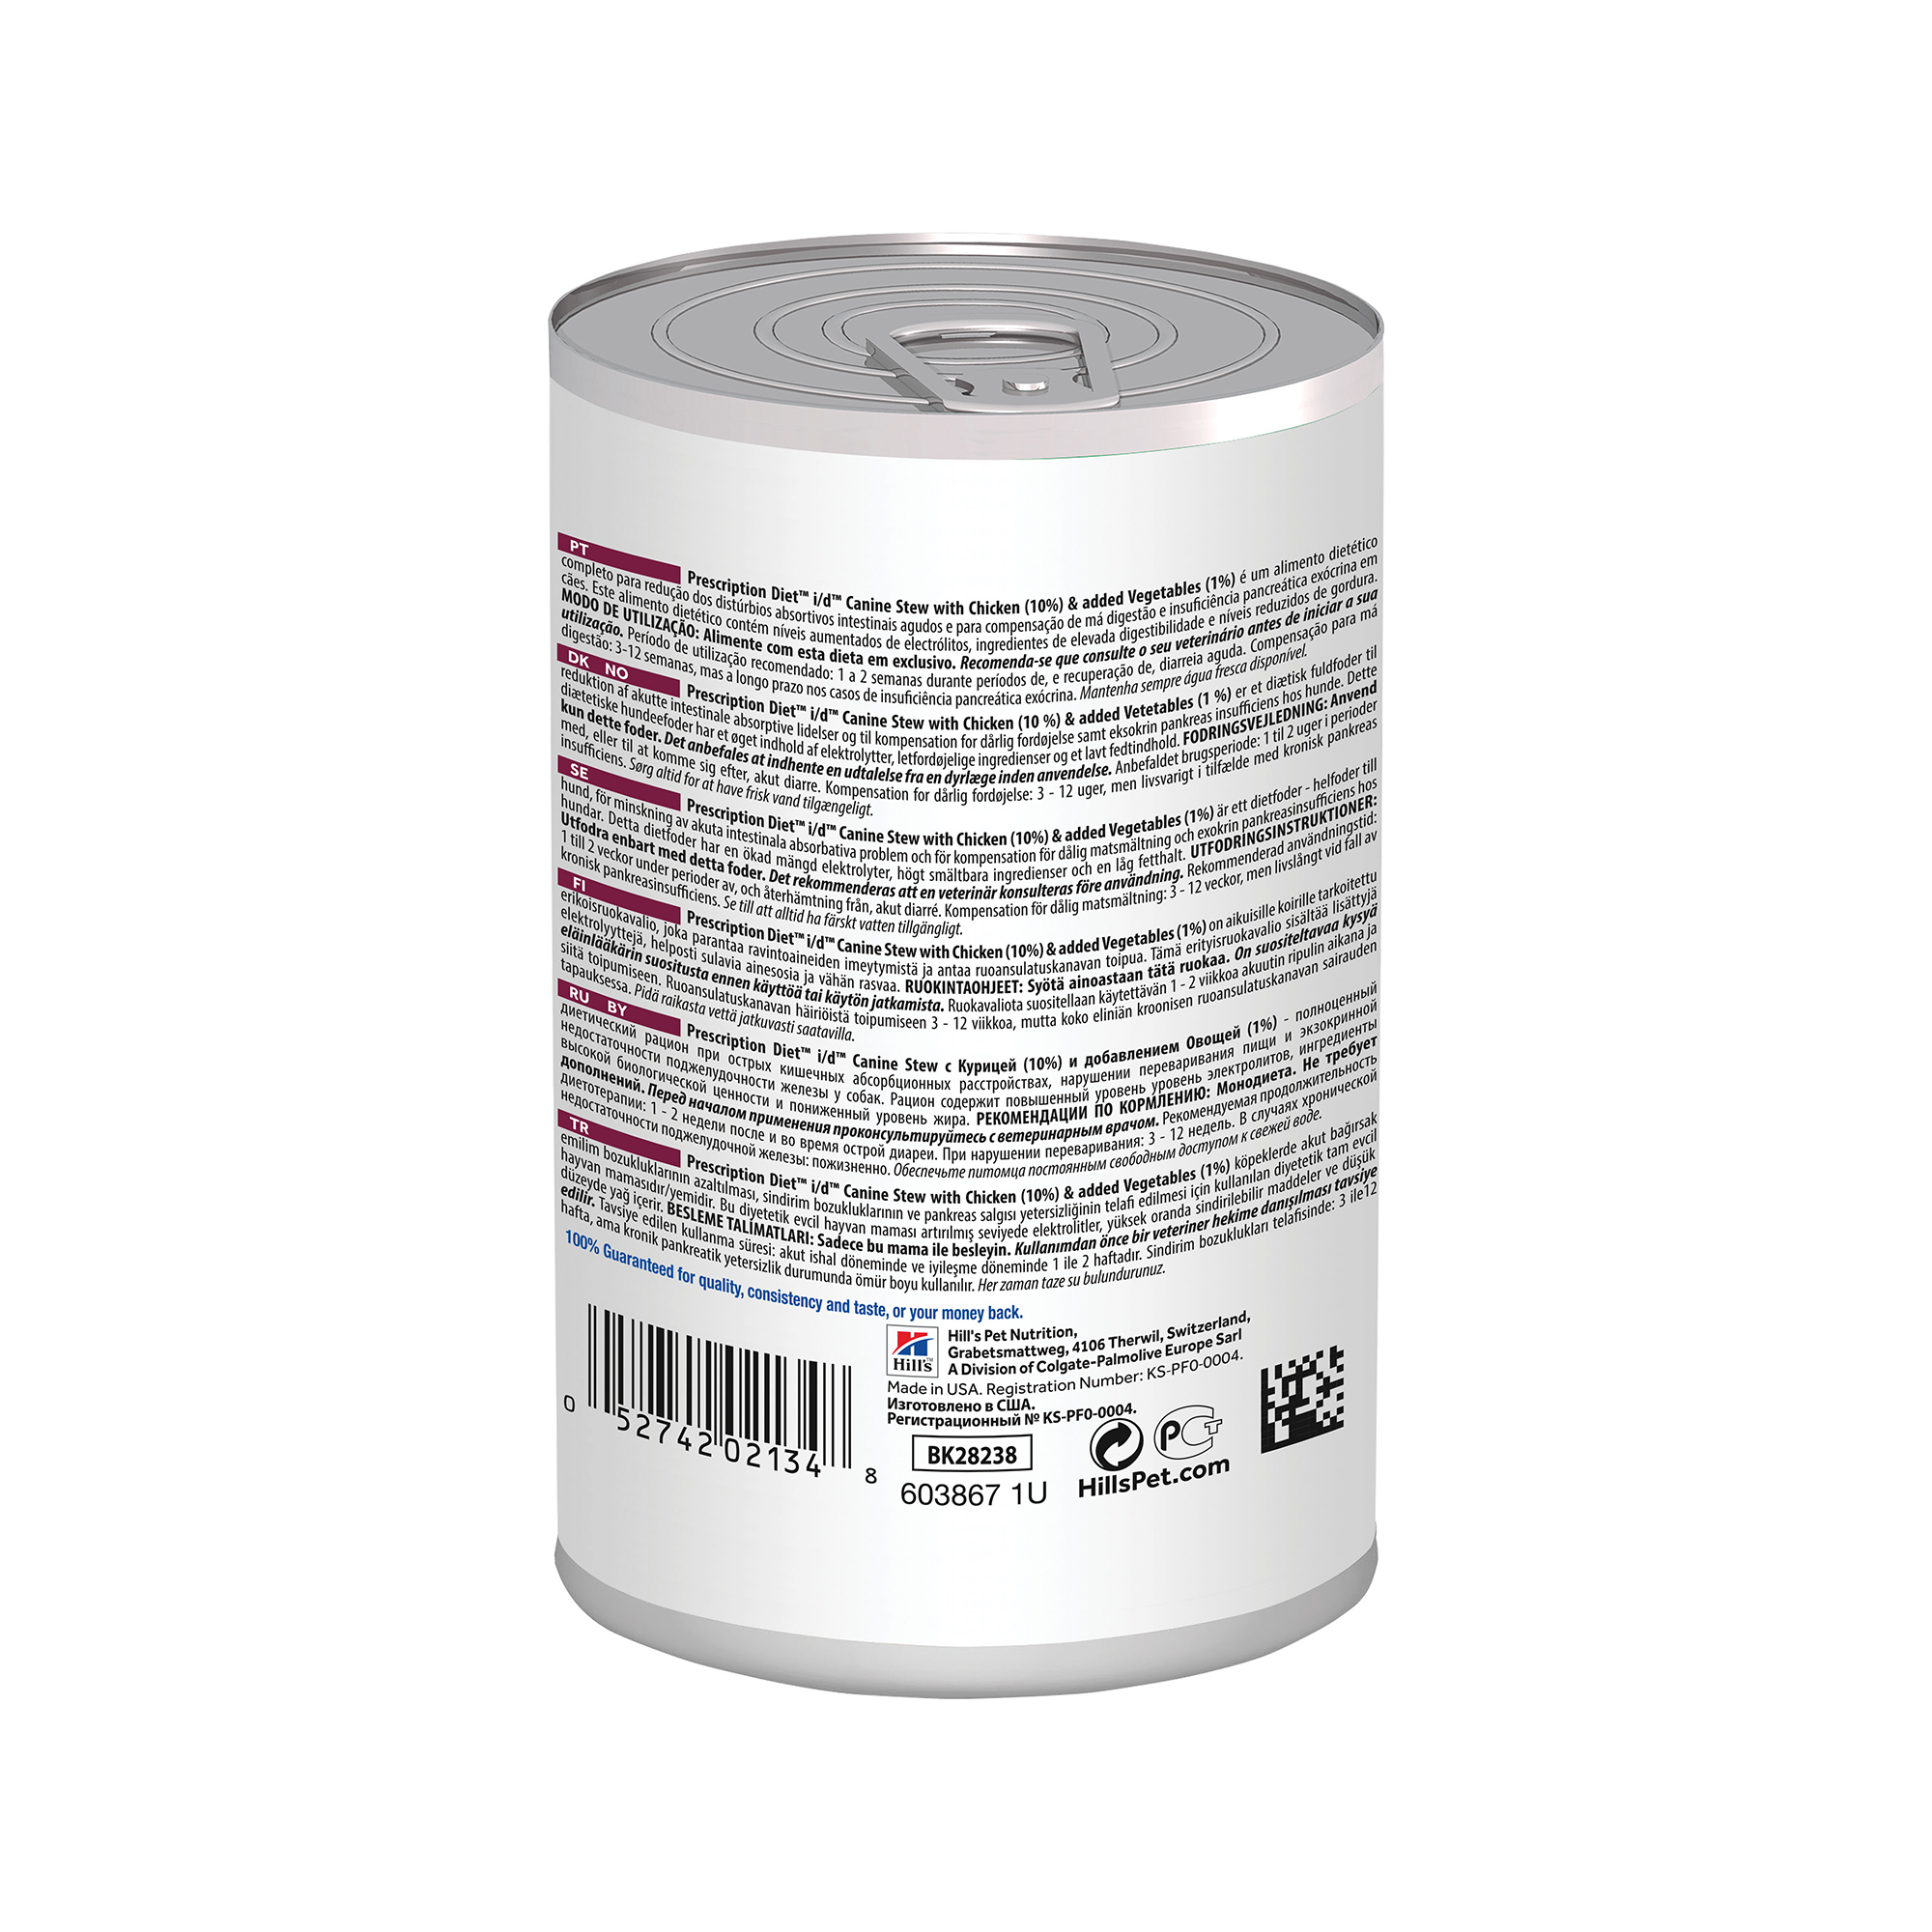 PT
Prescription Diet™ i/d™ Canine Stew with Chicken (10%) & added Vegetables (1%) é um alimento dietético
completo para redução dos distúrbios absortivos intestinais agudos e para compensação de má digestão e insuficiência pancreática exócrina em
cães. Este alimento dietético contém níveis aumentados de electrólitos, ingredientes de elevada digestibilidade e níveis reduzidos de gordura.
MODO DE UTILIZAÇÃO: Alimente com esta dieta em exclusivo. Recomenda-se que consulte o seu veterinário antes de iniciar a sua
utilização. Período de utilização recomendado: 1 a 2 semanas durante períodos de, e recuperação de, diarreia aguda. Compensação para má
digestão: 3-12 semanas, mas a longo prazo nos casos de insuficiência pancreática exócrina. Mantenha sempre água fresca disponível.
DK NO
Prescription Diet™ i/d™ Canine Stew with Chicken (10 %) & added Vetetables (1 %) er et diætisk fuldfoder til
reduktion af akutte intestinale absorptive lidelser og til kompensation for dårlig fordøjelse samt eksokrin pankreas insufficiens hos hunde. Dette
diætetiske hundeefoder har et øget indhold af elektrolytter, letfordøjelige ingredienser og et lavt fedtindhold. FODRINGSVEJLEDNING: Anvend
kun dette foder. Det anbefales at indhente en udtalelse fra en dyrlæge inden anvendelse. Anbefaldet brugsperiode: 1 til 2 uger i perioder
med, eller til at komme sig efter, akut diarre. Kompensation for dårlig fordøjelse: 3 - 12 uger, men livsvarigt i tilfælde med kronisk pankreas
insufficiens. Sørg altid for at have frisk vand tilgængeligt.
SE
Prescription Diet™ i/d™ Canine Stew with Chicken (10%) & added Vegetables (1%) är ett dietfoder - helfoder till
hund, för minskning av akuta intestinala absorbativa problem och för kompensation för dålig matsmältning och exokrin pankreasinsufficiens hos
hundar. Detta dietfoder har en ökad mängd elektrolyter, högt smältbara ingredienser och en låg fetthalt. UTFODRINGSINSTRUKTIONER:
Utfodra enbart med detta foder. Det rekommenderas att en veterinär konsulteras före användning. Rekommenderad användningstid:
1 till 2 veckor under perioder av, och återhämtning från, akut diarré. Kompensation för dålig matsmältning: 3 - 12 veckor, men livslångt vid fall av
kronisk pankreasinsufficiens. Se till att alltid ha färskt vatten tillgängligt.
FI
Prescription Diet™ i/d™ Canine Stew with Chicken (10%) & added Vegetables (1%) on aikuisille koirille tarkoitettu
erikoisruokavalio, joka parantaa ravintoaineiden imeytymistä ja antaa ruoansulatuskanavan toipua. Tämä erityisruokavalio sisältää lisättyjä
elektrolyyttejä, helposti sulavia ainesosia ja vähän rasvaa. RUOKINTAOHJEET: Syötä ainoastaan tätä ruokaa. On suositeltavaa kysyä
eläinlääkärin suositusta ennen käyttöä tai käytön jatkamista. Ruokavaliota suositellaan käytettävän 1 - 2 viikkoa akuutin ripulin aikana ja
siitä toipumiseen. Ruoansulatuskanavan häiriöistä toipumiseen 3 - 12 viikkoa, mutta koko eliniän kroonisen ruoansulatuskanavan sairauden
tapauksessa. Pidä raikasta vettä jatkuvasti saatavilla.
RU BY
Prescription Diet™ i/d™ Canine Stew с Курицей (10%) и добавлением Овощей (1%) - полноценный
диетический рацион при острых кишечных абсорбционных расстройствах, нарушении переваривания пищи и экзокринной
недостаточности поджелудочности железы у собак. Рацион содержит повышенный уровень уровень электролитов, ингредиенты
высокой биологической ценности и пониженный уровень жира. РЕКОМЕНДАЦИИ ПО КОРМЛЕНИЮ: Монодиета. Не требует
дополнений. Перед началом применения проконсультируйтесь с ветеринарным врачом. Рекомендуемая продолжительность
диетотерапии: 1 - 2 недели после и во время острой диареи. При нарушении переваривания: 3 - 12 недель. В случаях хронической
недостаточности поджелудочной железы: пожизненно. Обеспечьте питомца постоянным свободным доступом к свежей воде.
TR
Prescription Diet™ i/d™ Canine Stew with Chicken (10%) & added Vegetables (1%) köpeklerde akut bağırsak
emilim bozukluklarının azaltılması, sindirim bozukluklarının ve pankreas salgısı yetersizliğinin telafi edilmesi için kullanılan diyetetik tam evcil
hayvan mamasıdır/yemidir. Bu diyetetik evcil hayvan maması artırılmış seviyede elektrolitler, yüksek oranda sindirilebilir maddeler ve düşük
düzeyde yağ içerir. BESLEME TALİMATLARI: Sadece bu mama ile besleyin. Kullanımdan önce bir veteriner hekime danışılması tavsiye
edilir. Tavsiye edilen kullanma süresi: akut ishal döneminde ve iyileşme döneminde 1 ile 2 haftadır. Sindirim bozuklukları telafisinde: 3 ile12
hafta, ama kronik pankreatik yetersizlik durumunda ömür boyu kullanılır. Her zaman taze su bulundurunuz.
100% Guaranteed for quality, consistency and taste, or your money back.
Hill's™
Hill's Pet Nutrition,
Grabetsmattweg, 4106 Therwil, Switzerland,
A Division of Colgate-Palmolive Europe Sarl
Made in USA. Registration Number: KS-PF0-0004.
Изготовлено в США.
Регистрационный № KS-PF0-0004.
0 52742 02134 8
BK28238
603867 1U
РСТ
HillsPet.com